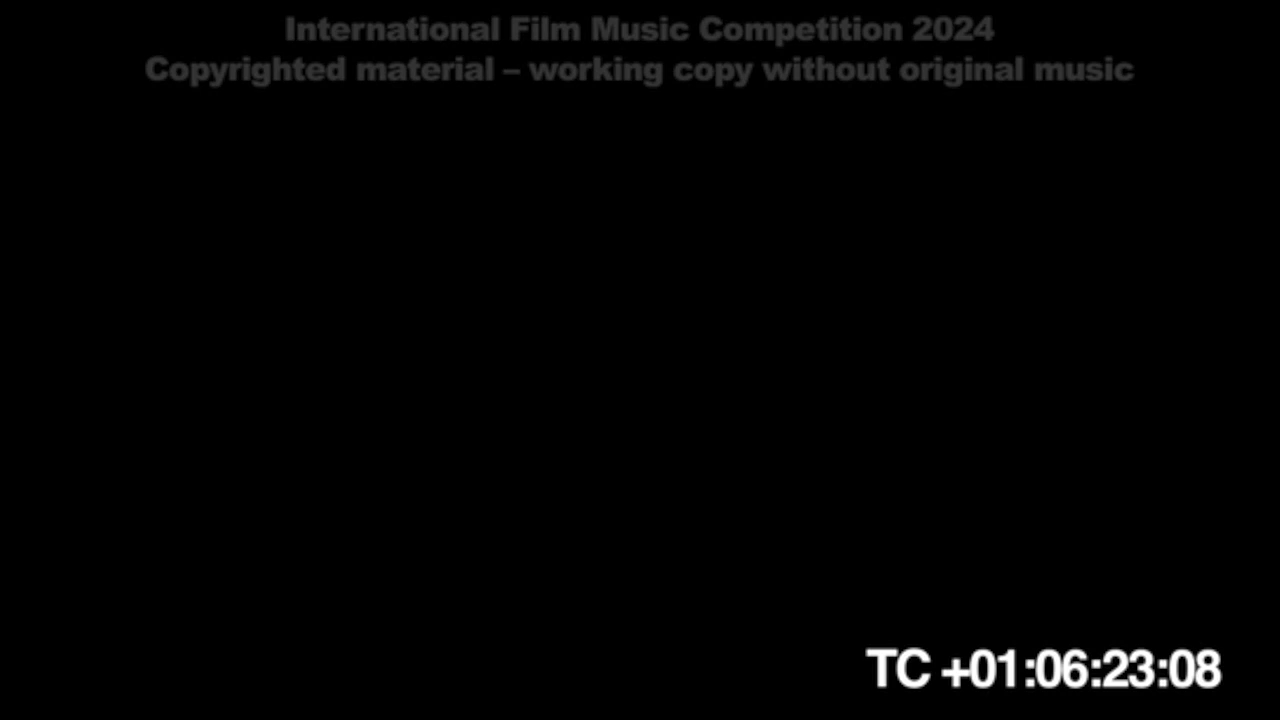 International Film Music Competition 2024
Copyrighted material – working copy without original music
TC +01:06:23:08